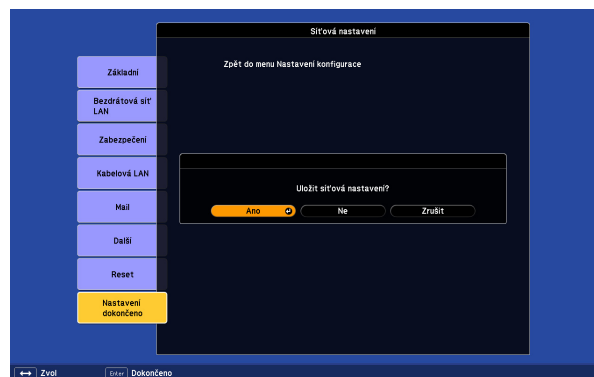 Síťová nastavení
Zpět do menu Nastavení konfigurace
Základní
Bezdrátová síť
LAN
Zabezpečení
Kabelová LAN
Mail
Další
Reset
Nastavení
dokončeno
Uložit síťová nastavení?
Ano
Ne
Zrušit
Zvol
Enter
Dokončeno